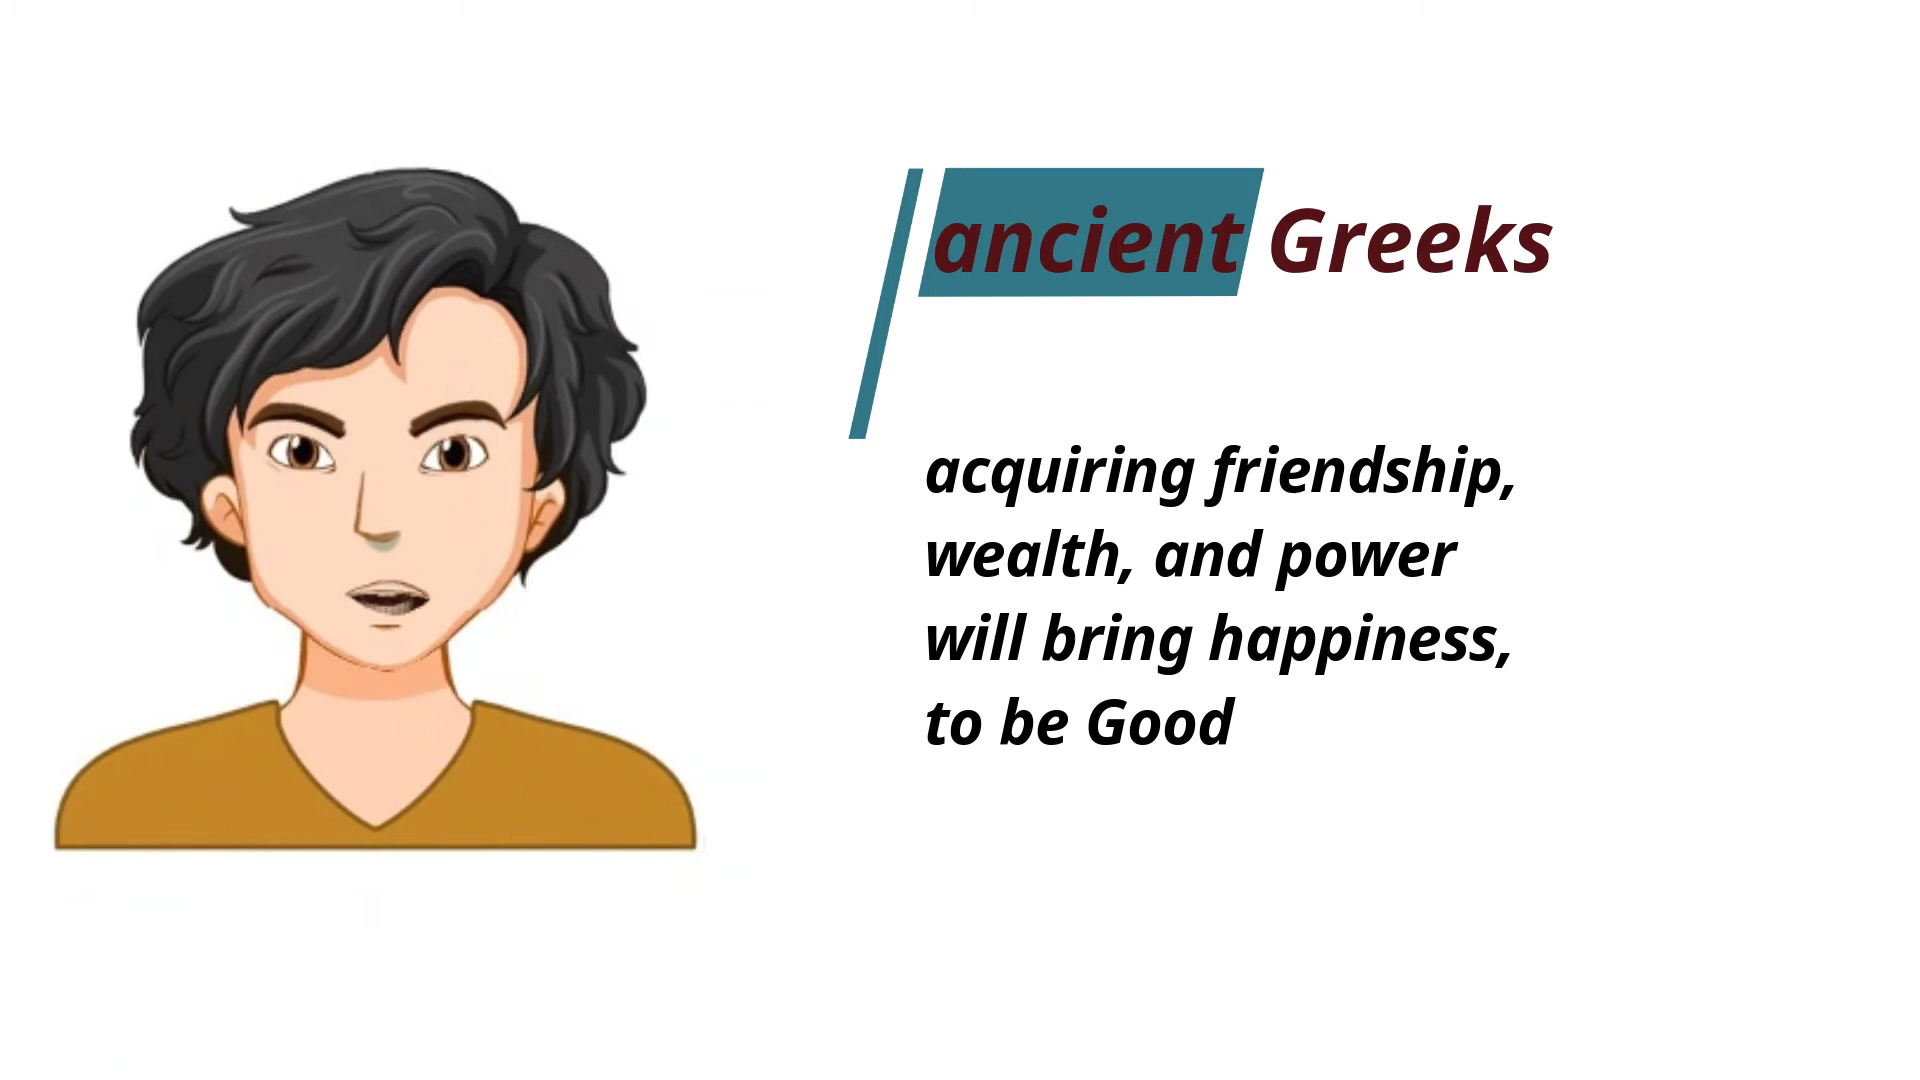 ancient Greeks
acquiring friendship,
wealth, and power
will bring happiness,
to be Good